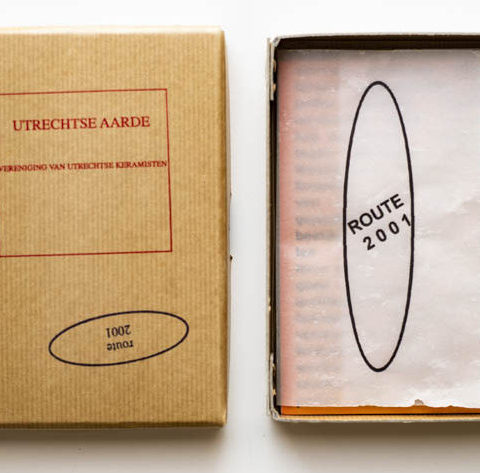 UTRECHTSE AARDE
VERENIGING VAN UTRECHTSE KERAMISTEN
route
2001
ROUTE
2001